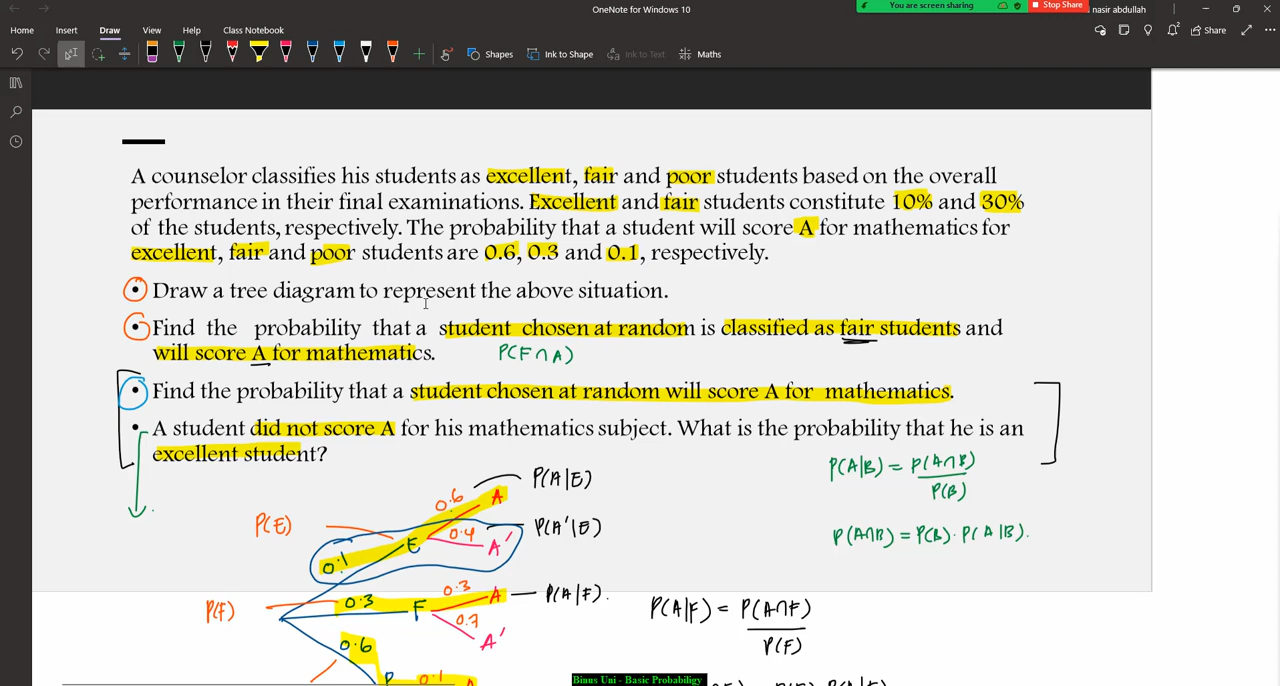 OneNote for Windows 10
You are screen sharing
Stop Share
nasir abdullah
Home Insert Draw View Help Class Notebook
Share
Shapes Ink to Shape Ink to Text Maths
A counselor classifies his students as excellent, fair and poor students based on the overall
performance in their final examinations. Excellent and fair students constitute 10% and 30%
of the students, respectively. The probability that a student will score A for mathematics for
excellent, fair and poor students are 0.6, 0.3 and 0.1, respectively.
• Draw a tree diagram to represent the above situation.
• Find the probability that a student chosen at random is classified as fair students and
will score A for mathematics.
P(F∩A)
• Find the probability that a student chosen at random will score A for mathematics.
• A student did not score A for his mathematics subject. What is the probability that he is an
excellent student?
P(A|B) = P(A∩B)
P(B)
P(A|E)
0.6 A
P(E)
P(A'|E)
0.1 E 0.4 A'
P(A∩B) = P(B)·P(A|B).
0.3 A P(A|F).
P(F) 0.3 F
0.7 A'
P(A|F) = P(A∩F)
P(F)
0.6
P 0.1 A
Binus Uni - Basic Probabiligy